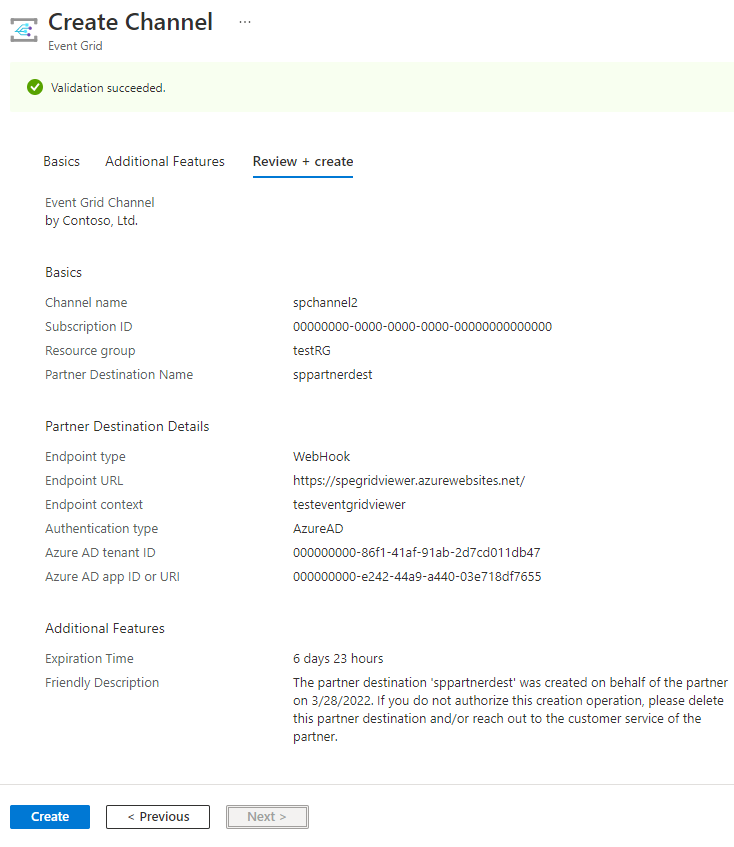 Create Channel ...
Event Grid
Validation succeeded.
Basics Additional Features Review + create
Event Grid Channel
by Contoso, Ltd.
Basics
Channel name spchannel2
Subscription ID 00000000-0000-0000-0000-00000000000000
Resource group testRG
Partner Destination Name sppartnerdest
Partner Destination Details
Endpoint type WebHook
Endpoint URL https://spegridviewer.azurewebsites.net/
Endpoint context testeventgridviewer
Authentication type AzureAD
Azure AD tenant ID 000000000-86f1-41af-91ab-2d7cd011db47
Azure AD app ID or URI 000000000-e242-44a9-a440-03e718df7655
Additional Features
Expiration Time 6 days 23 hours
Friendly Description The partner destination 'sppartnerdest' was created on behalf of the partner
on 3/28/2022. If you do not authorize this creation operation, please delete
this partner destination and/or reach out to the customer service of the
partner.
Create < Previous Next >